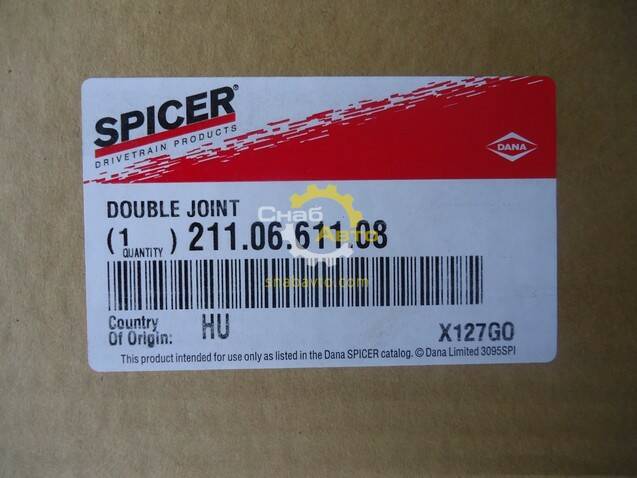 SPICER®
DRIVETRAIN PRODUCTS
DANA
DOUBLE JOINT
(1 QUANTITY) 211.06.611.08
Снаб
Авто
snabavto.com
Country
Of Origin: HU
X127GO
This product intended for use only as listed in the Dana SPICER catalog. © Dana Limited 3095SPI